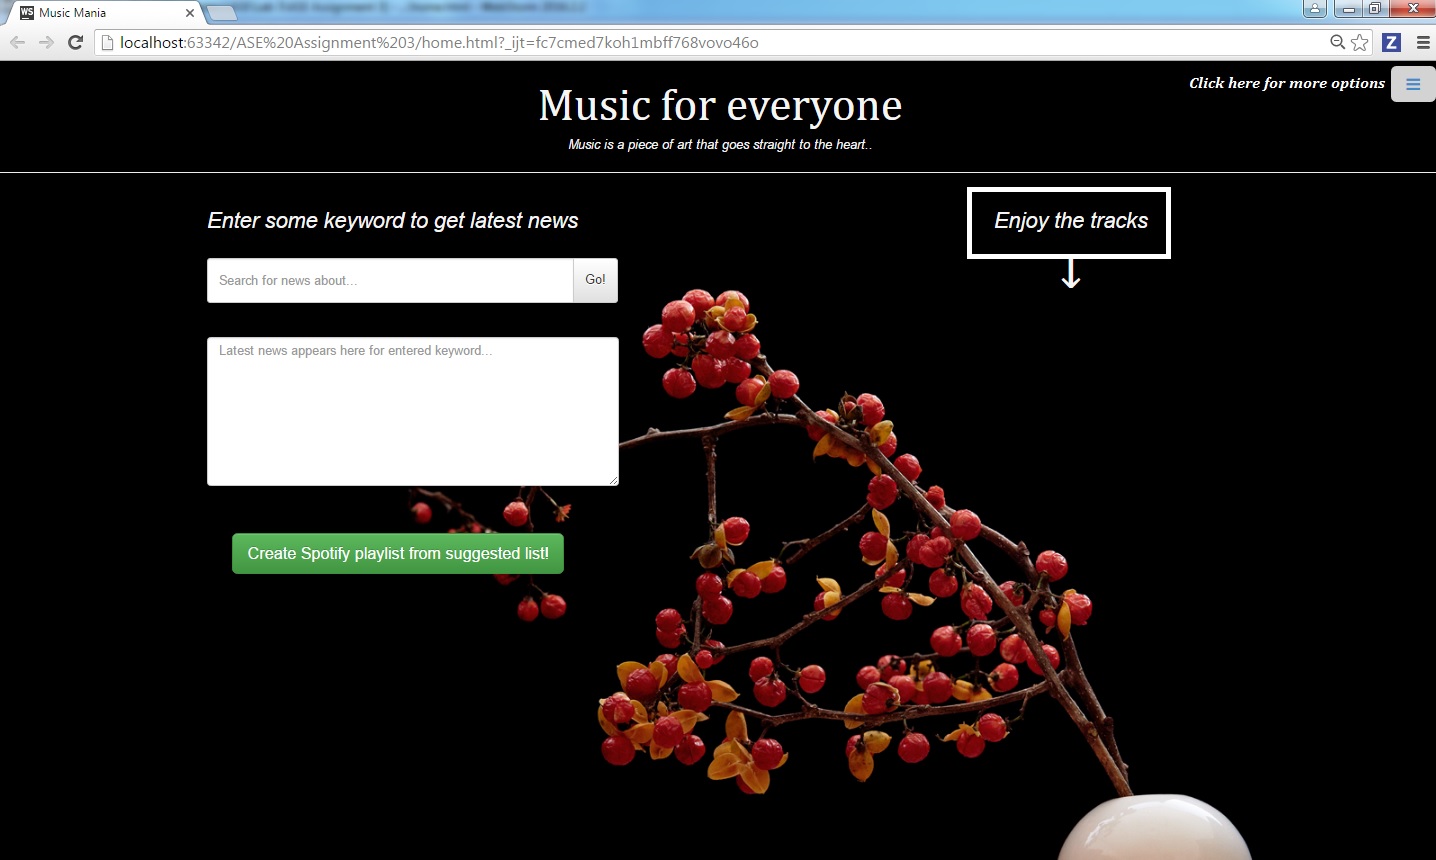 Music Mania
localhost:63342/ASE%20Assignment%203/home.html?_ijt=fc7cmed7koh1mbff768vovo46o
Z
Click here for more options
Music for everyone
Music is a piece of art that goes straight to the heart..
Enter some keyword to get latest news
Enjoy the tracks
Search for news about...
Go!
Latest news appears here for entered keyword...
Create Spotify playlist from suggested list!